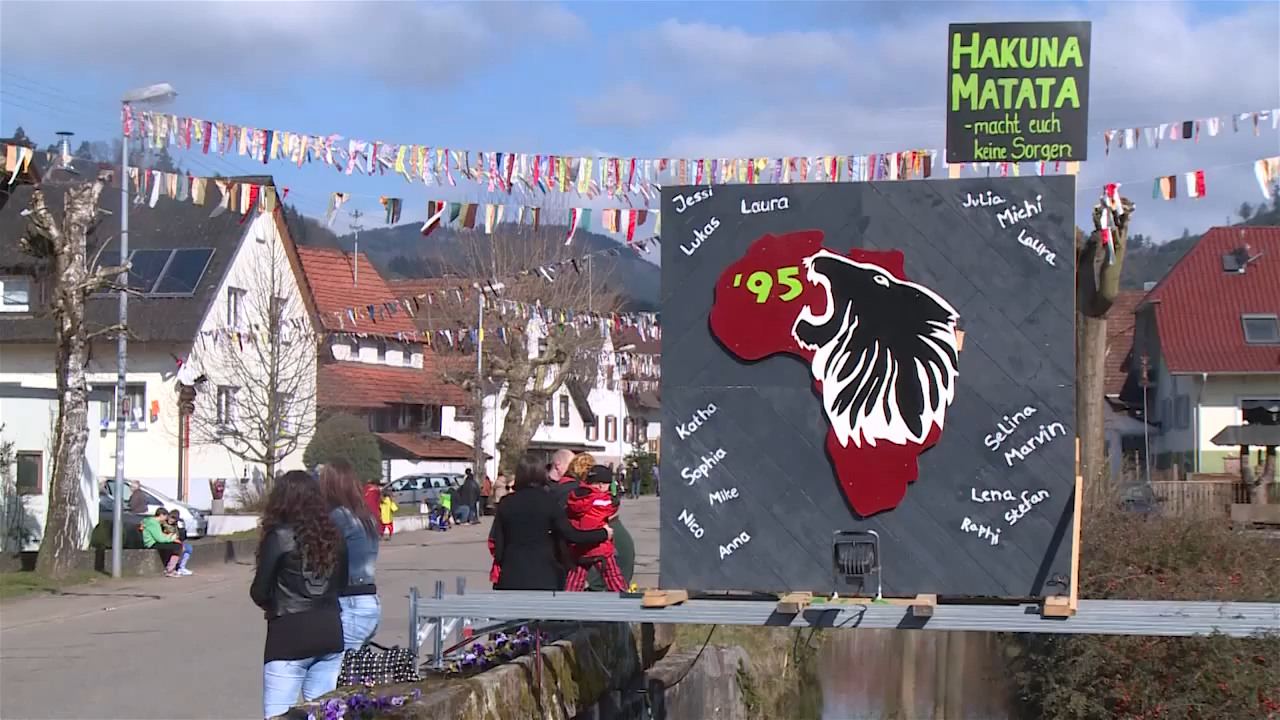 HAKUNA
MATATA
-macht euch
keine Sorgen
Jessi
Laura
Lukas
Julia
Michi
Laura
'95
Katha
Sophia
Mike
Nico
Anna
Selina
Marvin
Lena
Stefan
Raphi